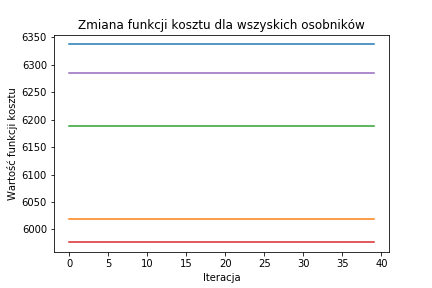 Zmiana funkcji kosztu dla wszyskich osobników
6350
6300
6250
6200
6150
6100
6050
6000
Wartość funkcji kosztu
0 5 10 15 20 25 30 35 40
Iteracja